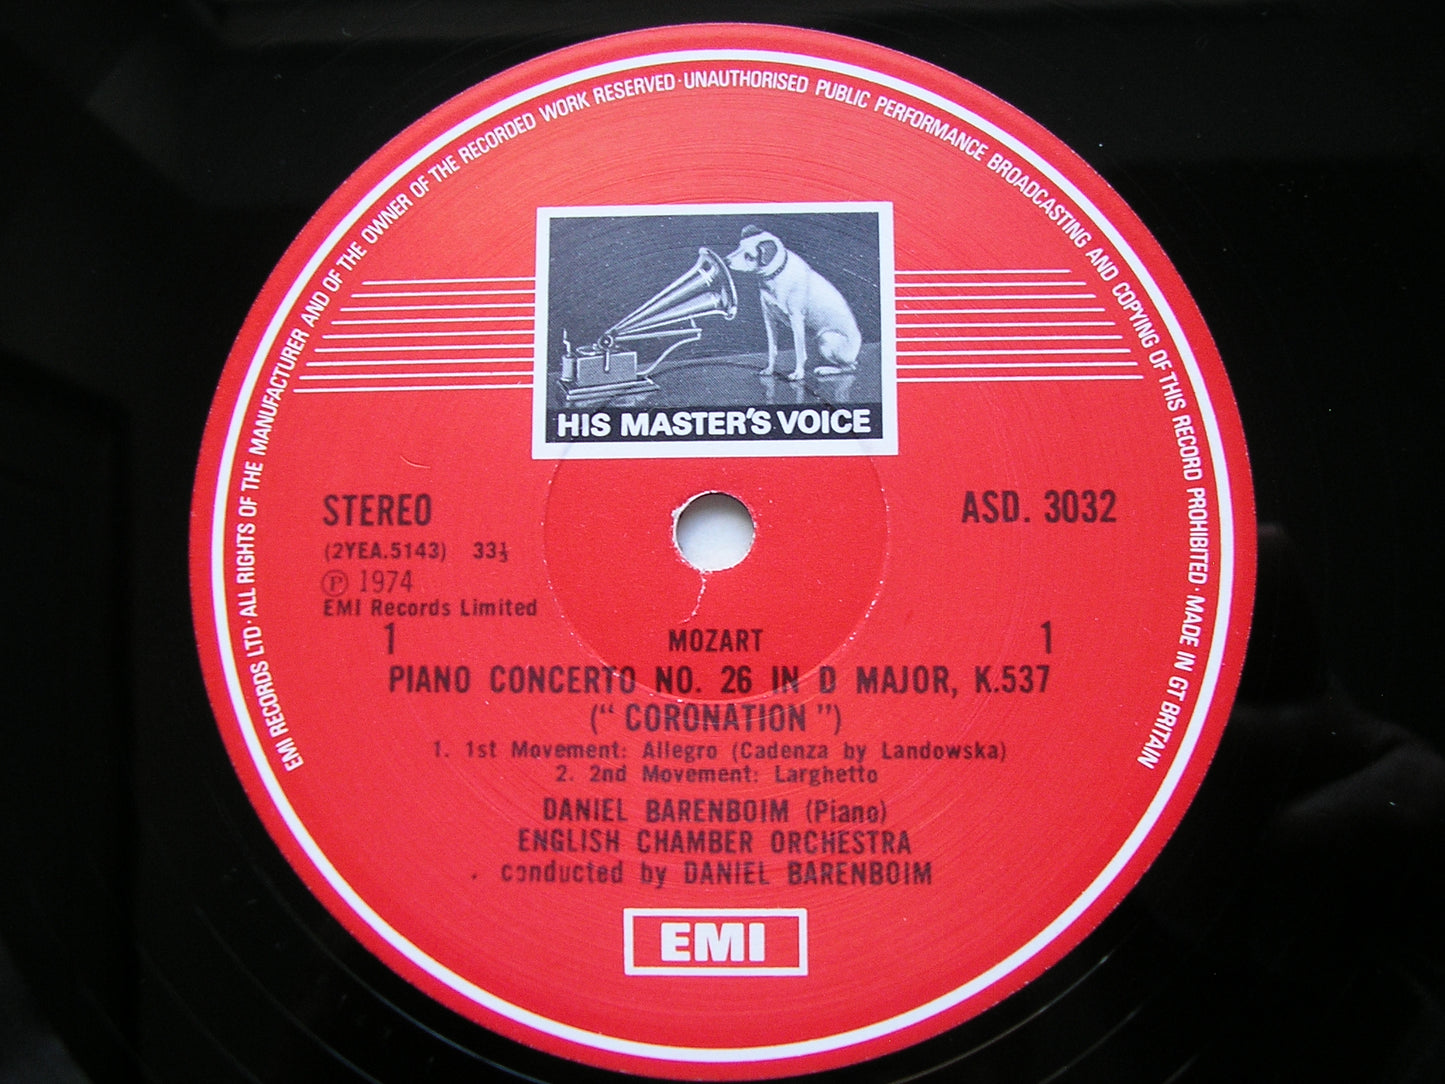 EMI RECORDS LTD · ALL RIGHTS OF THE MANUFACTURER AND OF THE OWNER OF THE RECORDED WORK RESERVED · UNAUTHORISED PUBLIC PERFORMANCE BROADCASTING AND COPYING OF THIS RECORD PROHIBITED · MADE IN GT BRITAIN
HIS MASTER'S VOICE
STEREO ASD. 3032
(2YEA.5143) 33⅓
Ⓟ 1974
EMI Records Limited
1 MOZART 1
PIANO CONCERTO NO. 26 IN D MAJOR, K.537
(“ CORONATION ”)
1. 1st Movement: Allegro (Cadenza by Landowska)
2. 2nd Movement: Larghetto
DANIEL BARENBOIM (Piano)
ENGLISH CHAMBER ORCHESTRA
conducted by DANIEL BARENBOIM
EMI